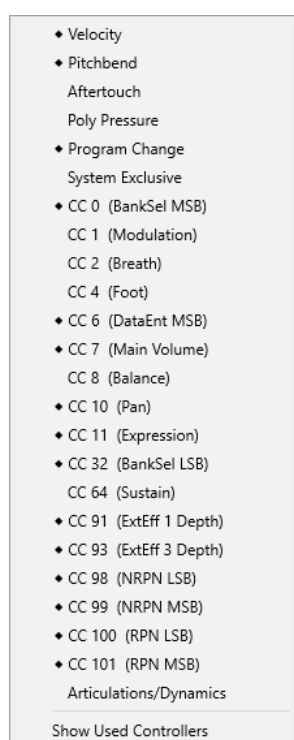 ◆ Velocity
◆ Pitchbend
Aftertouch
Poly Pressure
◆ Program Change
System Exclusive
◆ CC 0 (BankSel MSB)
CC 1 (Modulation)
CC 2 (Breath)
CC 4 (Foot)
◆ CC 6 (DataEnt MSB)
◆ CC 7 (Main Volume)
CC 8 (Balance)
◆ CC 10 (Pan)
◆ CC 11 (Expression)
◆ CC 32 (BankSel LSB)
CC 64 (Sustain)
◆ CC 91 (ExtEff 1 Depth)
◆ CC 93 (ExtEff 3 Depth)
◆ CC 98 (NRPN LSB)
◆ CC 99 (NRPN MSB)
◆ CC 100 (RPN LSB)
◆ CC 101 (RPN MSB)
Articulations/Dynamics
Show Used Controllers